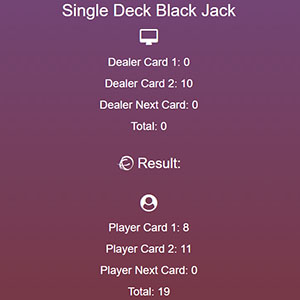 Single Deck Black Jack
Dealer Card 1: 0
Dealer Card 2: 10
Dealer Next Card: 0
Total: 0
Result:
Player Card 1: 8
Player Card 2: 11
Player Next Card: 0
Total: 19